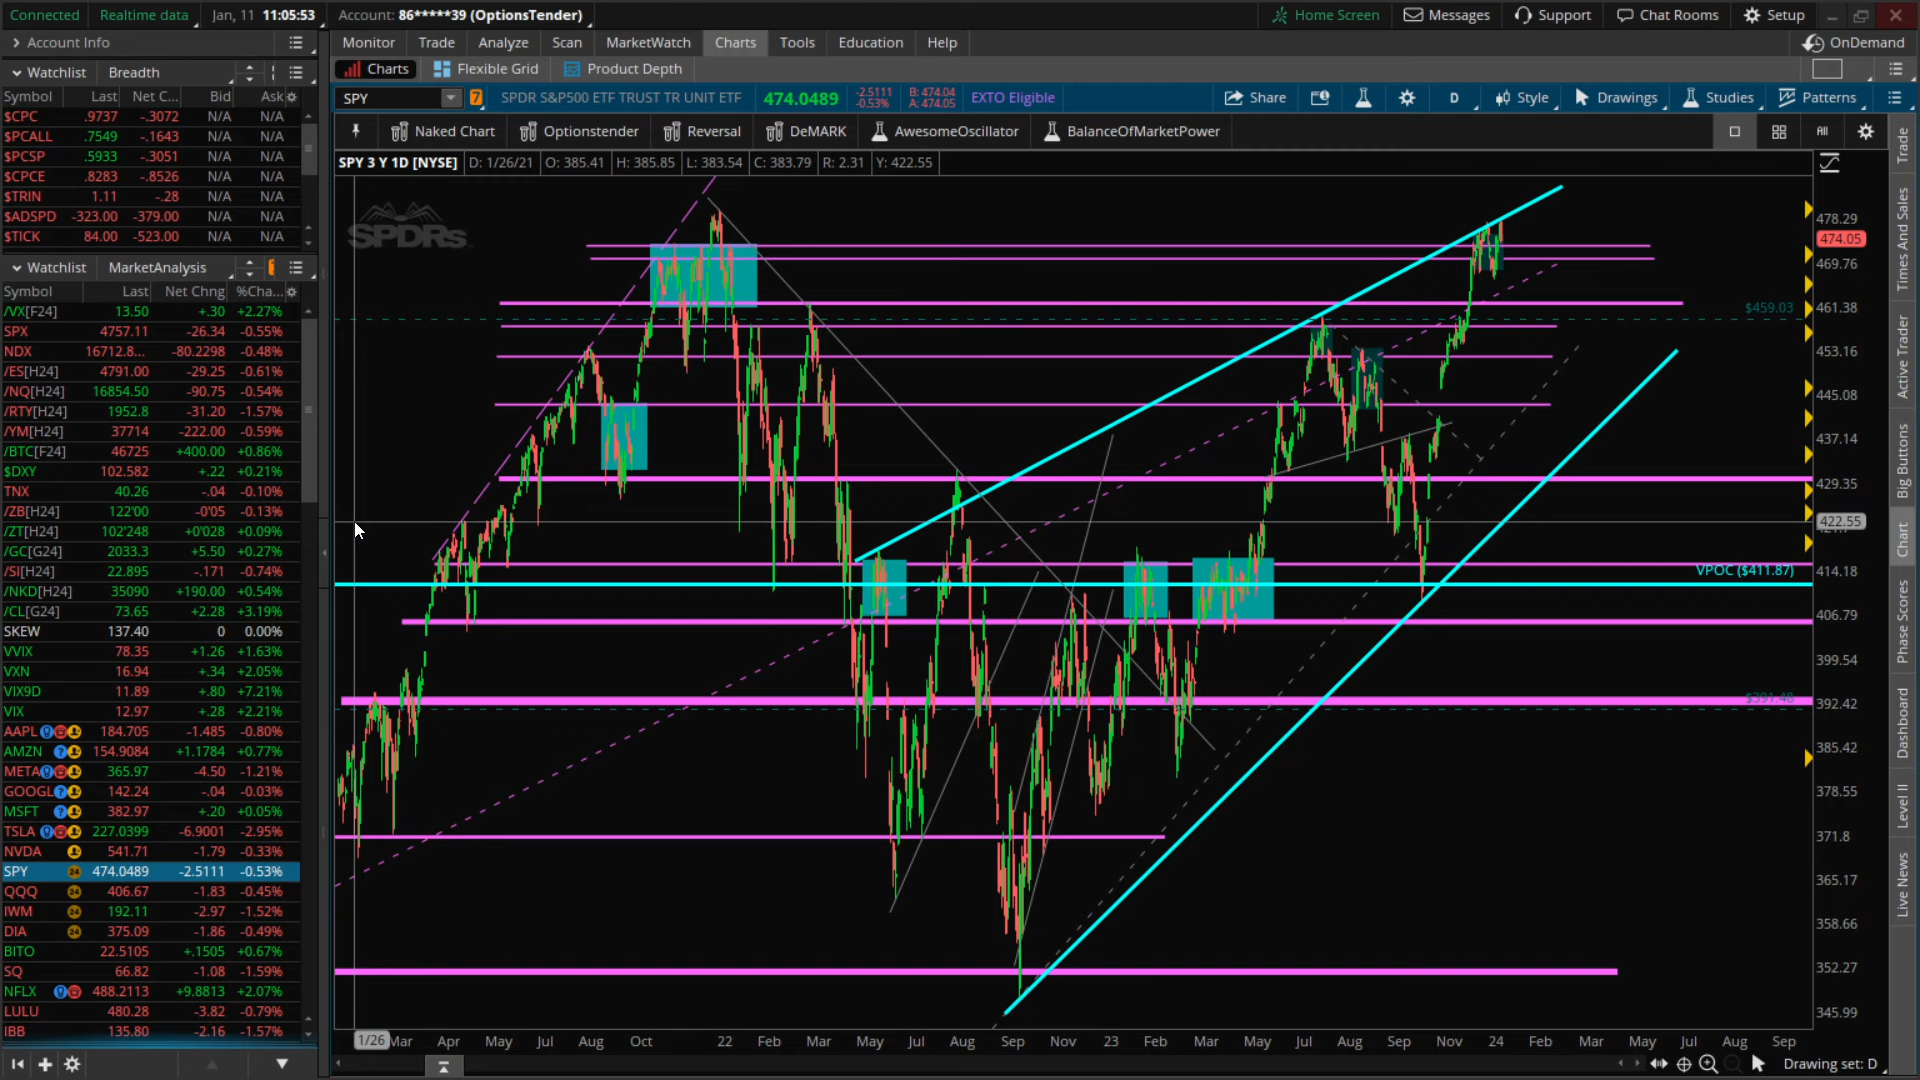 Connected Realtime data Jan, 11 11:05:53 Account: 86*****39 (OptionsTender) Home Screen Messages Support Chat Rooms Setup
Account Info
Monitor Trade Analyze Scan MarketWatch Charts Tools Education Help OnDemand
Charts Flexible Grid Product Depth
Watchlist Breadth
Symbol Last Net C... Bid Ask
$CPC .9737 -.3072 N/A N/A
$PCALL .7549 -.1643 N/A N/A
$PCSP .5933 -.3051 N/A N/A
$CPCE .8283 -.8526 N/A N/A
$TRIN 1.11 -.28 N/A N/A
$ADSPD -323.00 -379.00 N/A N/A
$TICK 84.00 -523.00 N/A N/A
Watchlist MarketAnalysis
Symbol Last Net Chng %Cha...
/VX[F24] 13.50 +.30 +2.27%
SPX 4757.11 -26.34 -0.55%
NDX 16712.8... -80.2298 -0.48%
/ES[H24] 4791.00 -29.25 -0.61%
/NQ[H24] 16854.50 -90.75 -0.54%
/RTY[H24] 1952.8 -31.20 -1.57%
/YM[H24] 37714 -222.00 -0.59%
/BTC[F24] 46725 +400.00 +0.86%
$DXY 102.582 +.22 +0.21%
TNX 40.26 -.04 -0.10%
/ZB[H24] 122'00 -0'05 -0.13%
/ZT[H24] 102'248 +0'028 +0.09%
/GC[G24] 2033.3 +5.50 +0.27%
/SI[H24] 22.895 -.171 -0.74%
/NKD[H24] 35090 +190.00 +0.54%
/CL[G24] 73.65 +2.28 +3.19%
SKEW 137.40 0 0.00%
VVIX 78.35 +1.26 +1.63%
VXN 16.94 +.34 +2.05%
VIX9D 11.89 +.80 +7.21%
VIX 12.97 +.28 +2.21%
AAPL 184.705 -1.485 -0.80%
AMZN 154.9084 +1.1784 +0.77%
META 365.97 -4.50 -1.21%
GOOGL 142.24 -.04 -0.03%
MSFT 382.97 +.20 +0.05%
TSLA 227.0399 -6.9001 -2.95%
NVDA 541.71 -1.79 -0.33%
SPY 24 474.0489 -2.5111 -0.53%
QQQ 24 406.67 -1.83 -0.45%
IWM 24 192.11 -2.97 -1.52%
DIA 24 375.09 -1.86 -0.49%
BITO 22.5105 +.1505 +0.67%
SQ 66.82 -1.08 -1.59%
NFLX 488.2113 +9.8813 +2.07%
LULU 480.28 -3.82 -0.79%
IBB 135.80 -2.16 -1.57%
SPY 7 SPDR S&P500 ETF TRUST TR UNIT ETF 474.0489 -2.5111 -0.53% B: 474.04 A: 474.05 EXTO Eligible Share D Style Drawings Studies Patterns
Naked Chart Optionstender Reversal DeMARK AwesomeOscillator BalanceOfMarketPower All
SPY 3 Y 1D [NYSE] D: 1/26/21 O: 385.41 H: 385.85 L: 383.54 C: 383.79 R: 2.31 Y: 422.55
SPDRs
478.29
474.05
469.76
$459.03
461.38
453.16
445.08
437.14
429.35
422.55
VPOC ($411.87)
414.18
406.79
399.54
$391.48
392.42
385.42
378.55
371.8
365.17
358.66
352.27
345.99
1/26 Mar Apr May Jul Aug Oct 22 Feb Mar May Jul Aug Sep Nov 23 Feb Mar May Jul Aug Sep Nov 24 Feb Mar May Jul Aug Sep
Drawing set: D
Trade
Times And Sales
Active Trader
Big Buttons
Chart
Phase Scores
Dashboard
Level II
Live News